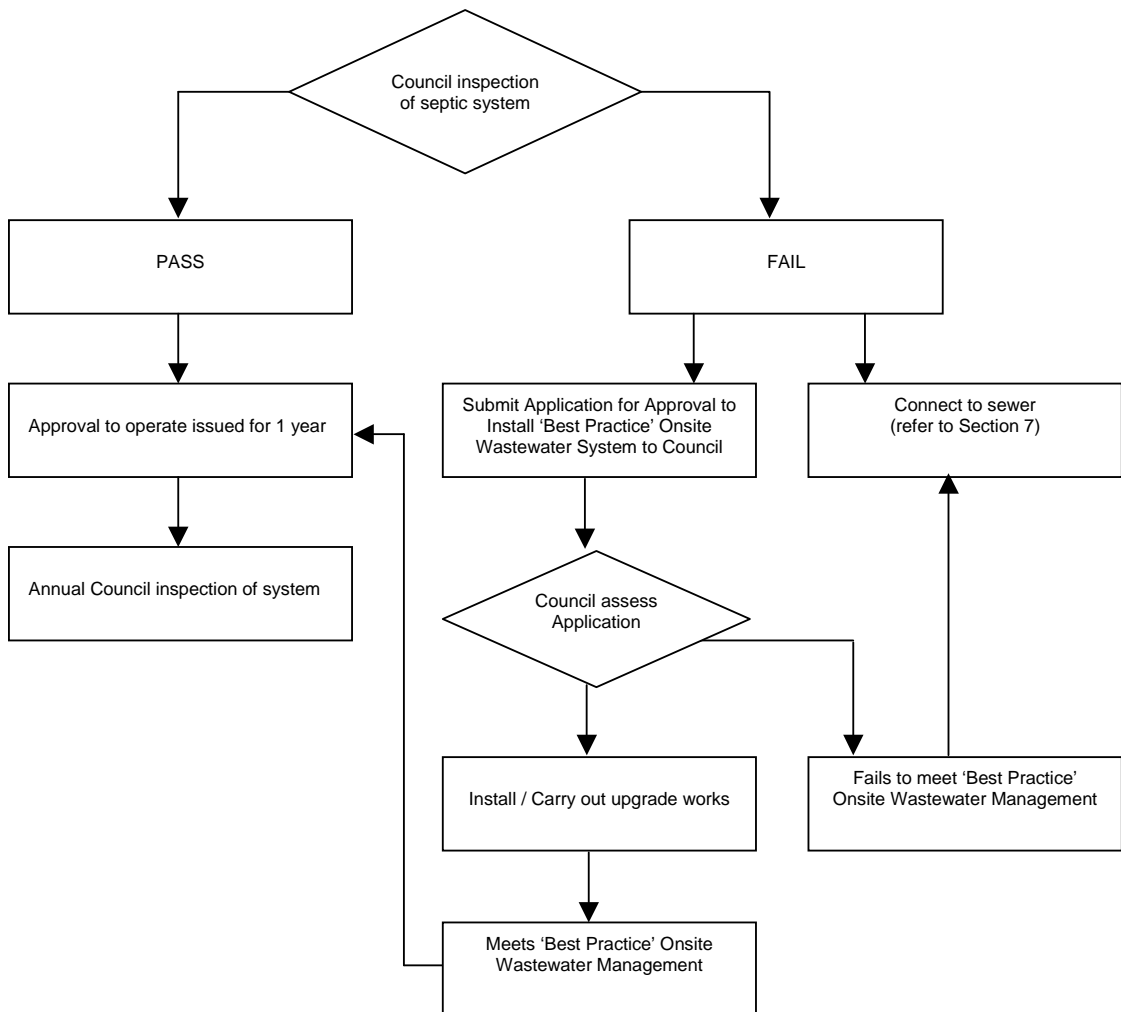 Council inspection
of septic system
PASS
FAIL
Approval to operate issued for 1 year
Submit Application for Approval to
Install ‘Best Practice’ Onsite
Wastewater System to Council
Connect to sewer
(refer to Section 7)
Annual Council inspection of system
Council assess
Application
Install / Carry out upgrade works
Fails to meet ‘Best Practice’
Onsite Wastewater Management
Meets ‘Best Practice’ Onsite
Wastewater Management